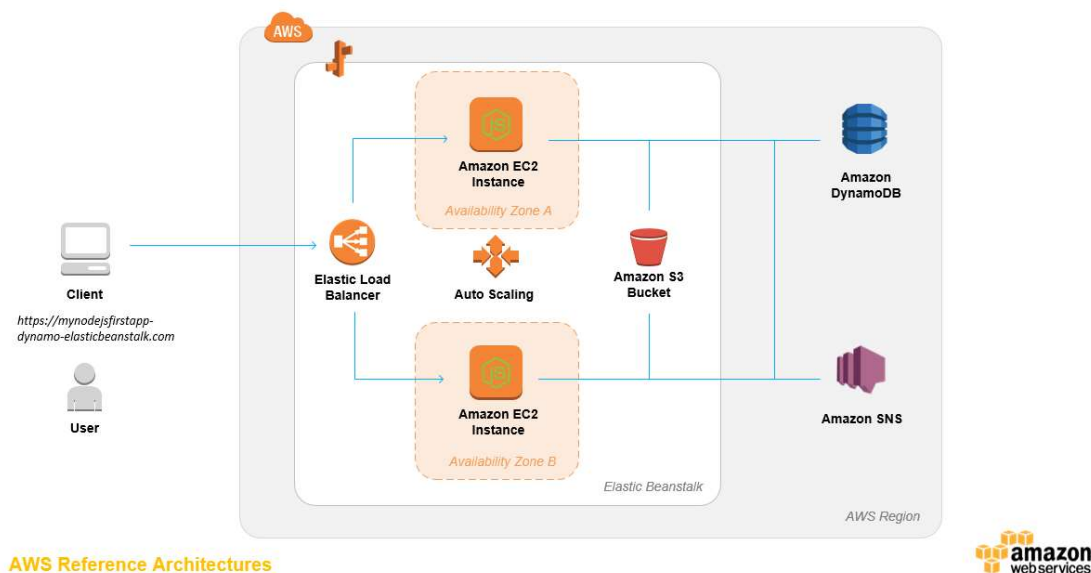 AWS
JS
Amazon EC2
Instance
Availability Zone A
Amazon
DynamoDB
Elastic Load
Balancer
Auto Scaling
Amazon S3
Bucket
Client
https://mynodejsfirstapp-
dynamo-elasticbeanstalk.com
User
JS
Amazon EC2
Instance
Availability Zone B
Amazon SNS
Elastic Beanstalk
AWS Region
AWS Reference Architectures
amazon
webservices